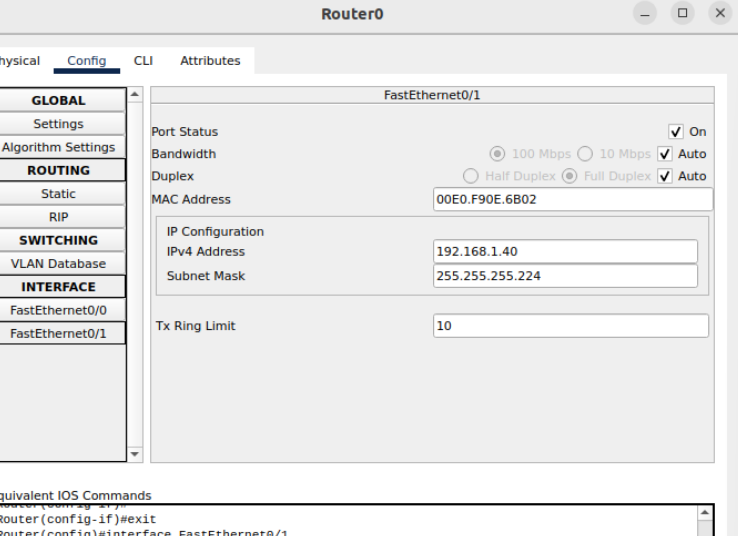 Router0
hysical Config CLI Attributes
GLOBAL
Settings
Algorithm Settings
ROUTING
Static
RIP
SWITCHING
VLAN Database
INTERFACE
FastEthernet0/0
FastEthernet0/1
FastEthernet0/1
Port Status On
Bandwidth 100 Mbps 10 Mbps Auto
Duplex Half Duplex Full Duplex Auto
MAC Address 00E0.F90E.6B02
IP Configuration
IPv4 Address 192.168.1.40
Subnet Mask 255.255.255.224
Tx Ring Limit 10
quivalent IOS Commands
Router(config-if)#
Router(config-if)#exit
Router(config)#interface FastEthernet0/1